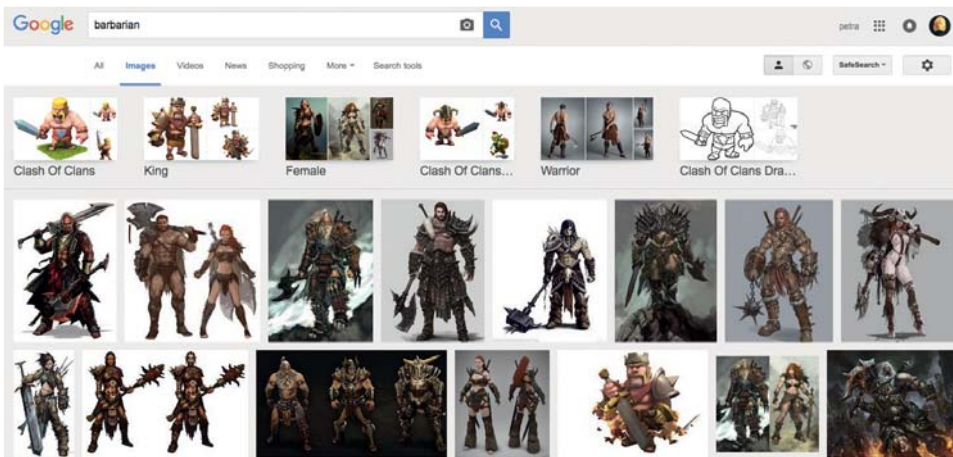 Google barbarian petra
All Images Videos News Shopping More Search tools SafeSearch
Clash Of Clans King Female Clash Of Clans... Warrior Clash Of Clans Dra...